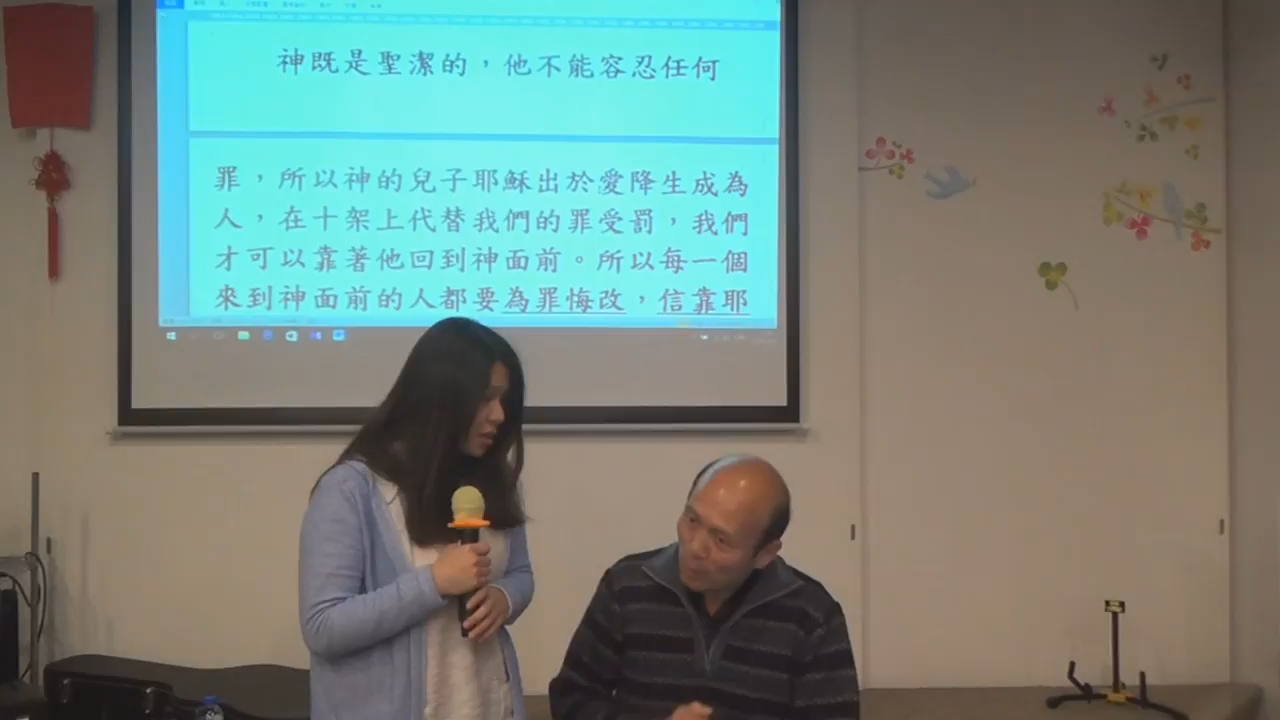 神既是聖潔的，他不能容忍任何
罪，所以神的兒子耶穌出於愛降生成為
人，在十架上代替我們的罪受罰，我們
才可以靠著他回到神面前。所以每一個
來到神面前的人都要為罪悔改，信靠耶